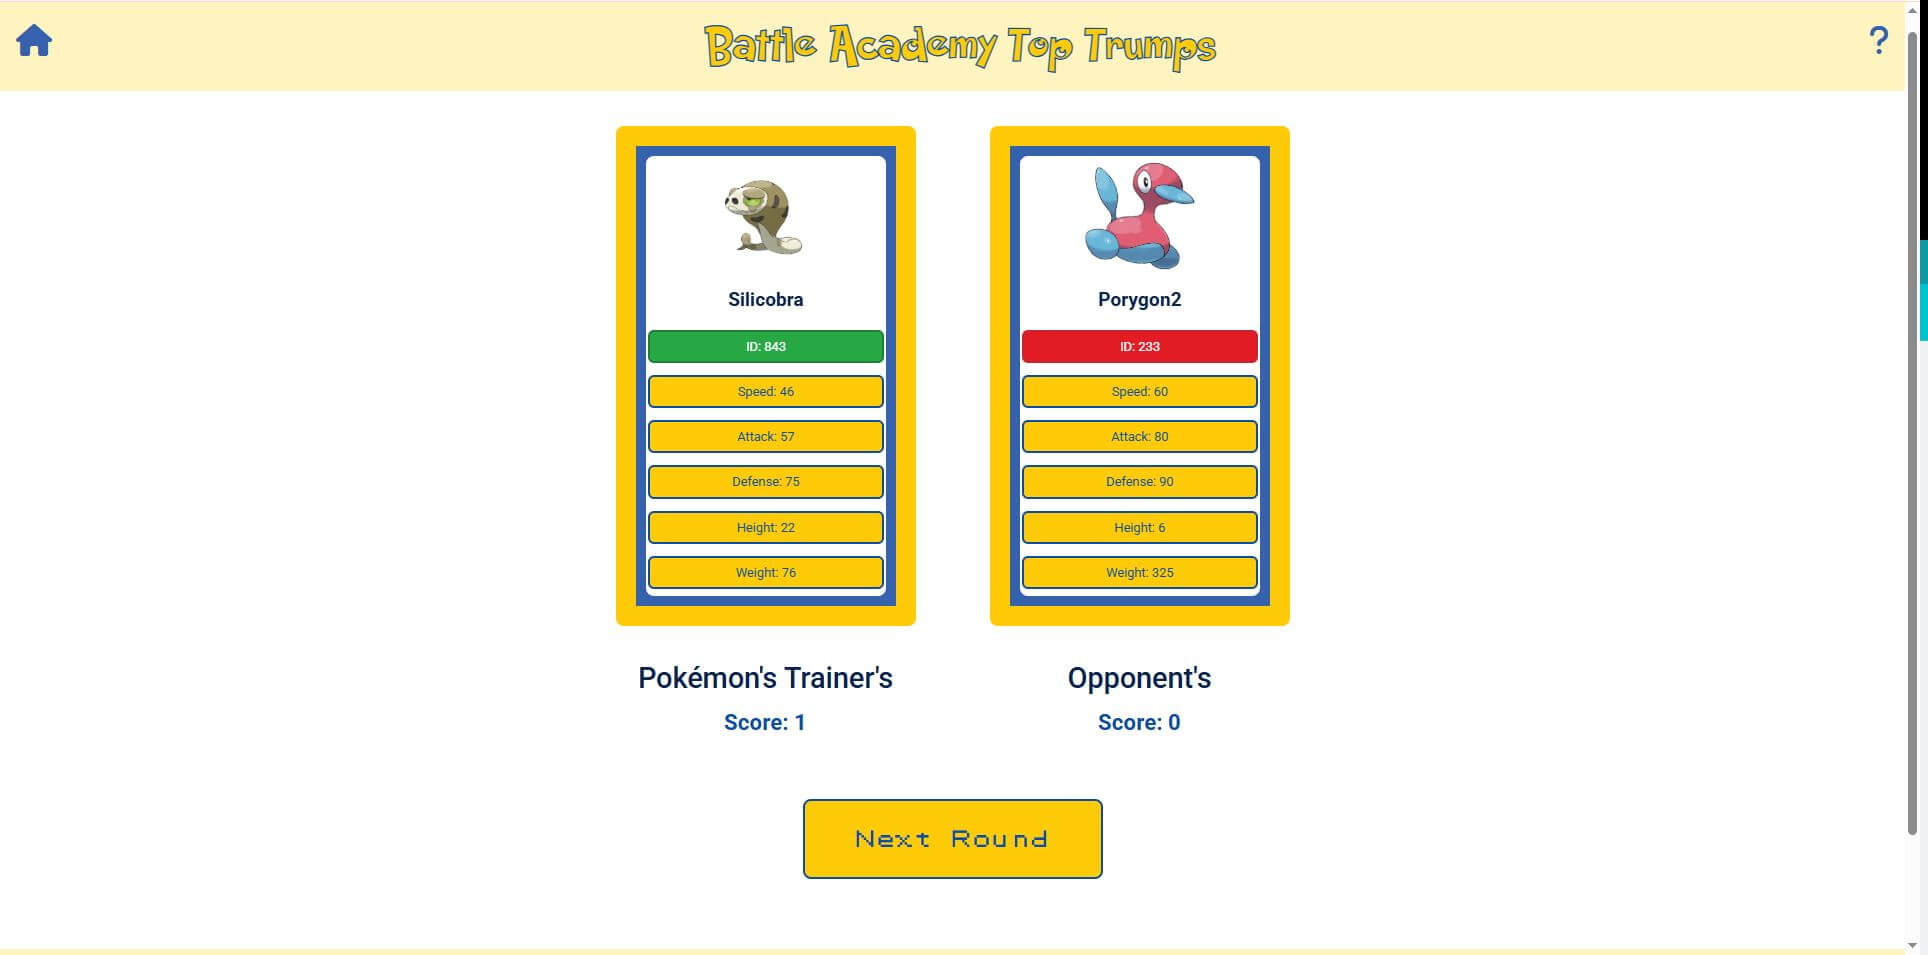 Battle Academy Top Trumps
?
Silicobra
ID: 843
Speed: 46
Attack: 57
Defense: 75
Height: 22
Weight: 76
Pokémon's Trainer's
Score: 1
Porygon2
ID: 233
Speed: 60
Attack: 80
Defense: 90
Height: 6
Weight: 325
Opponent's
Score: 0
Next Round